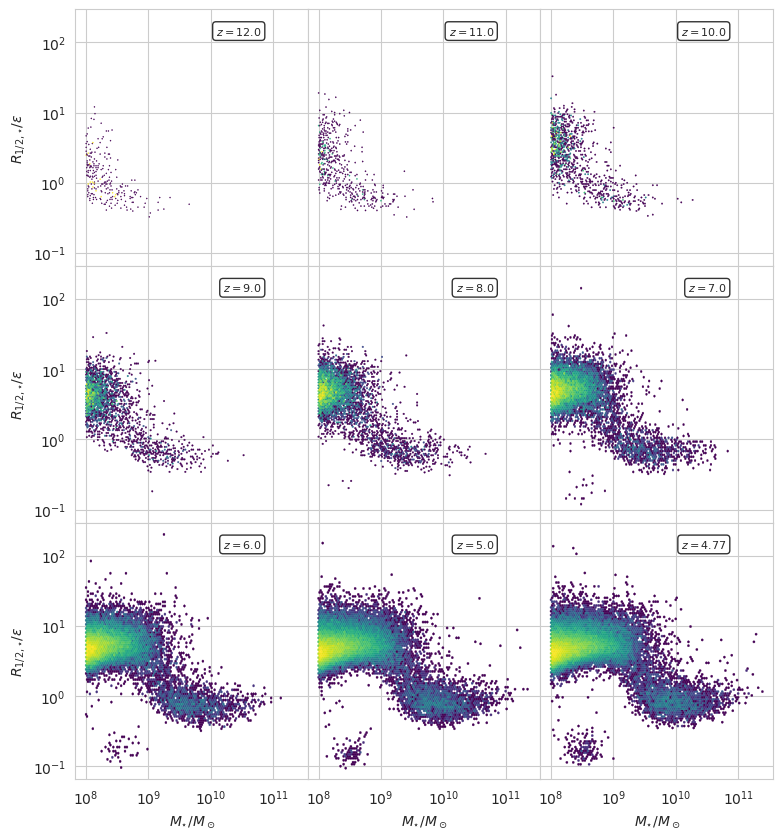 z = 12.0
z = 11.0
z = 10.0
10² 10¹ 10⁰ 10⁻¹
R₁/₂,⋆/ϵ
z = 9.0
z = 8.0
z = 7.0
10² 10¹ 10⁰ 10⁻¹
R₁/₂,⋆/ϵ
z = 6.0
z = 5.0
z = 4.77
10² 10¹ 10⁰ 10⁻¹
R₁/₂,⋆/ϵ
10⁸ 10⁹ 10¹⁰ 10¹¹ 10⁸ 10⁹ 10¹⁰ 10¹¹ 10⁸ 10⁹ 10¹⁰ 10¹¹
M⋆/M⊙ M⋆/M⊙ M⋆/M⊙